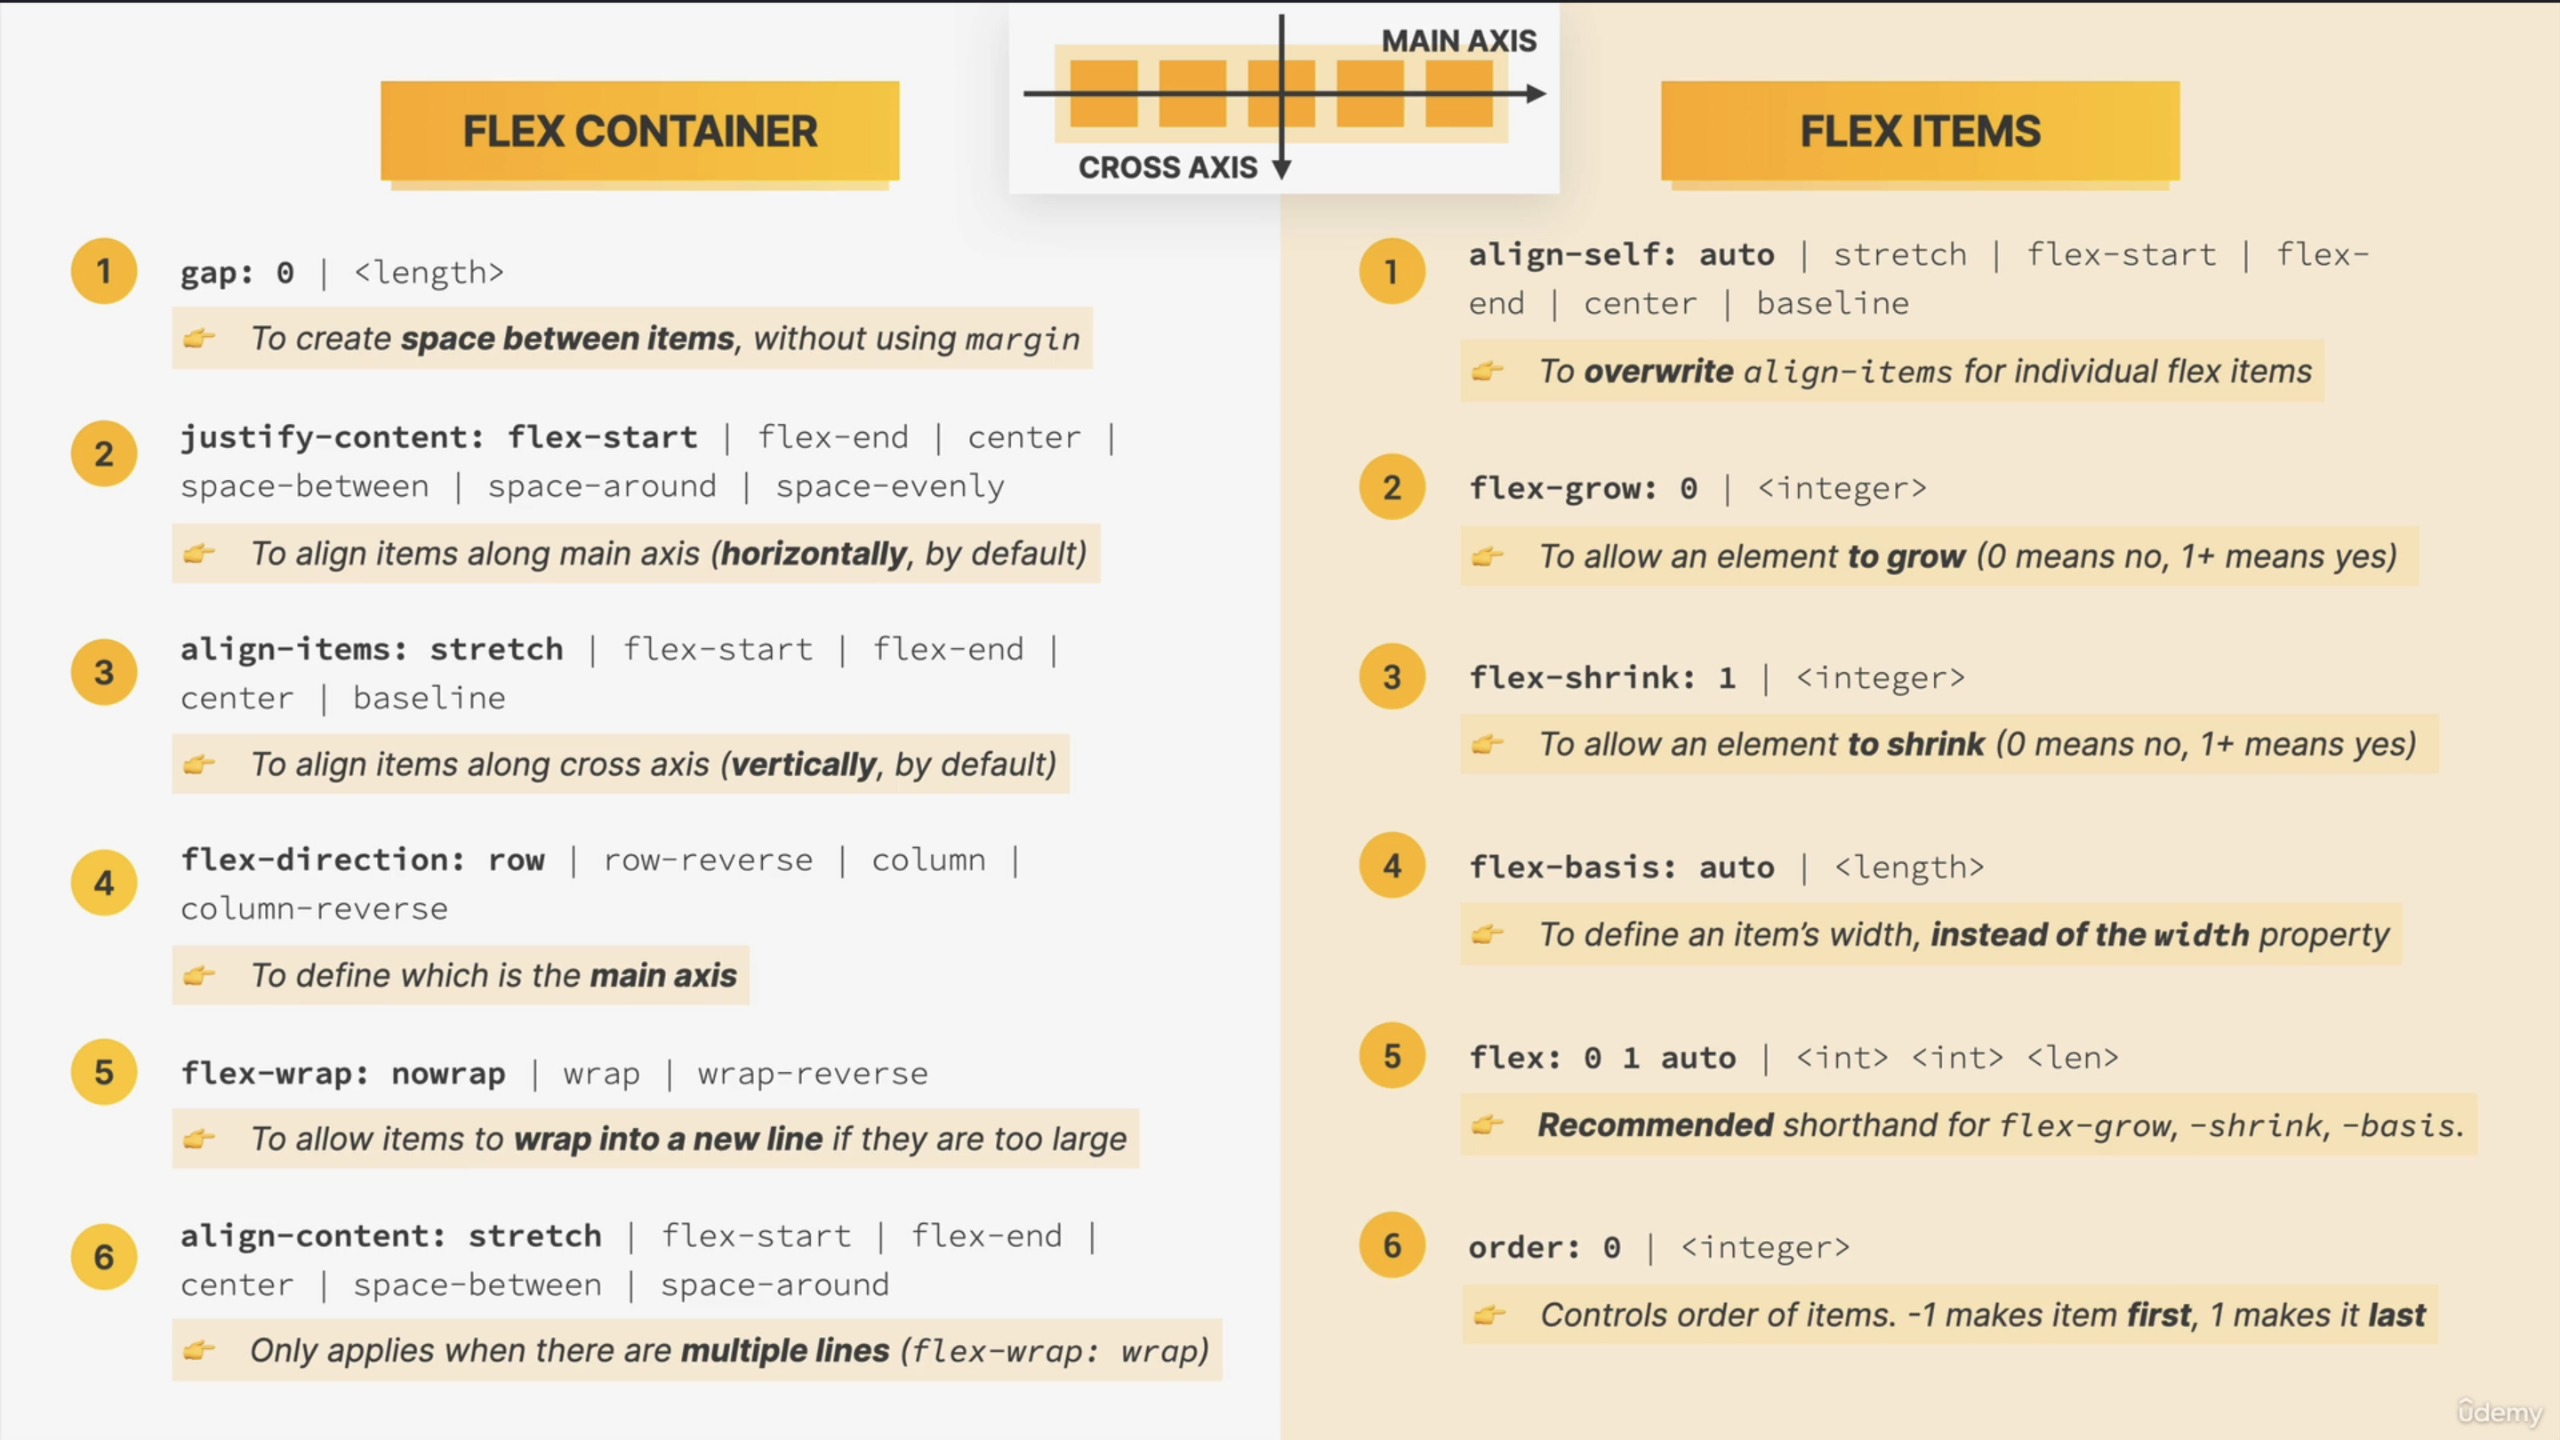 MAIN AXIS
CROSS AXIS
FLEX CONTAINER
1
gap: 0 | <length>
👉 To create space between items, without using margin
2
justify-content: flex-start | flex-end | center |
space-between | space-around | space-evenly
👉 To align items along main axis (horizontally, by default)
3
align-items: stretch | flex-start | flex-end |
center | baseline
👉 To align items along cross axis (vertically, by default)
4
flex-direction: row | row-reverse | column |
column-reverse
👉 To define which is the main axis
5
flex-wrap: nowrap | wrap | wrap-reverse
👉 To allow items to wrap into a new line if they are too large
6
align-content: stretch | flex-start | flex-end |
center | space-between | space-around
👉 Only applies when there are multiple lines (flex-wrap: wrap)
FLEX ITEMS
1
align-self: auto | stretch | flex-start | flex-
end | center | baseline
👉 To overwrite align-items for individual flex items
2
flex-grow: 0 | <integer>
👉 To allow an element to grow (0 means no, 1+ means yes)
3
flex-shrink: 1 | <integer>
👉 To allow an element to shrink (0 means no, 1+ means yes)
4
flex-basis: auto | <length>
👉 To define an item’s width, instead of the width property
5
flex: 0 1 auto | <int> <int> <len>
👉 Recommended shorthand for flex-grow, -shrink, -basis.
6
order: 0 | <integer>
👉 Controls order of items. -1 makes item first, 1 makes it last
ûdemy